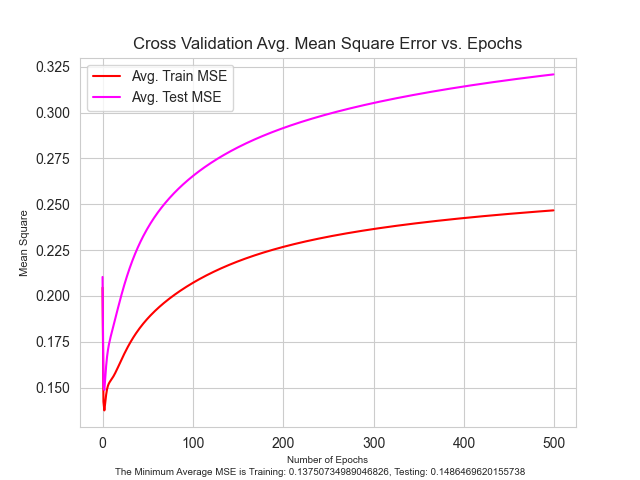 Cross Validation Avg. Mean Square Error vs. Epochs
Avg. Train MSE
Avg. Test MSE
0.325
0.300
0.275
0.250
0.225
0.200
0.175
0.150
Mean Square
0 100 200 300 400 500
Number of Epochs
The Minimum Average MSE is Training: 0.13750734989046826, Testing: 0.1486469620155738